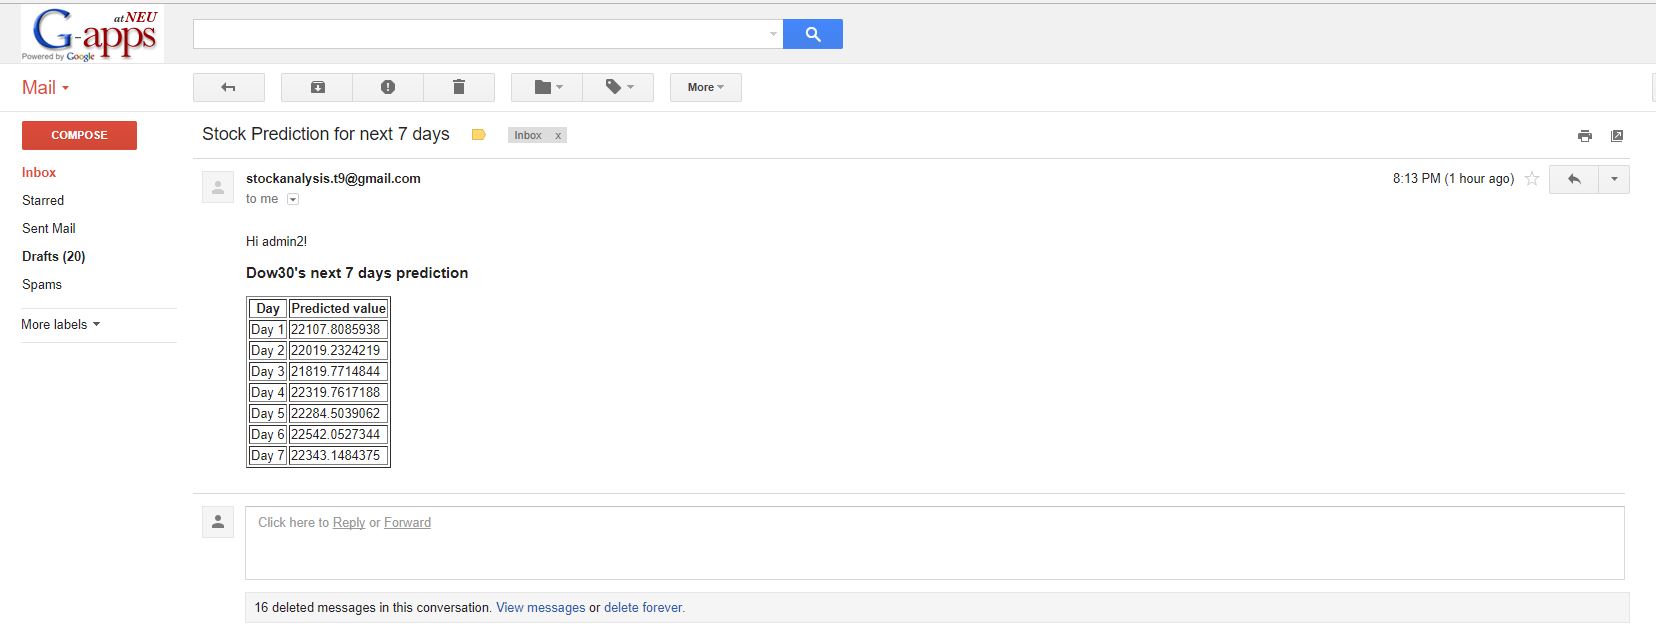 G-apps at NEU
Powered by Google
Mail
More
COMPOSE
Stock Prediction for next 7 days
Inbox x
Inbox
Starred
Sent Mail
Drafts (20)
Spams
More labels
stockanalysis.t9@gmail.com
8:13 PM (1 hour ago)
to me
Hi admin2!
Dow30's next 7 days prediction
Day Predicted value
Day 1 22107.8085938
Day 2 22019.2324219
Day 3 21819.7714844
Day 4 22319.7617188
Day 5 22284.5039062
Day 6 22542.0527344
Day 7 22343.1484375
Click here to Reply or Forward
16 deleted messages in this conversation. View messages or delete forever.